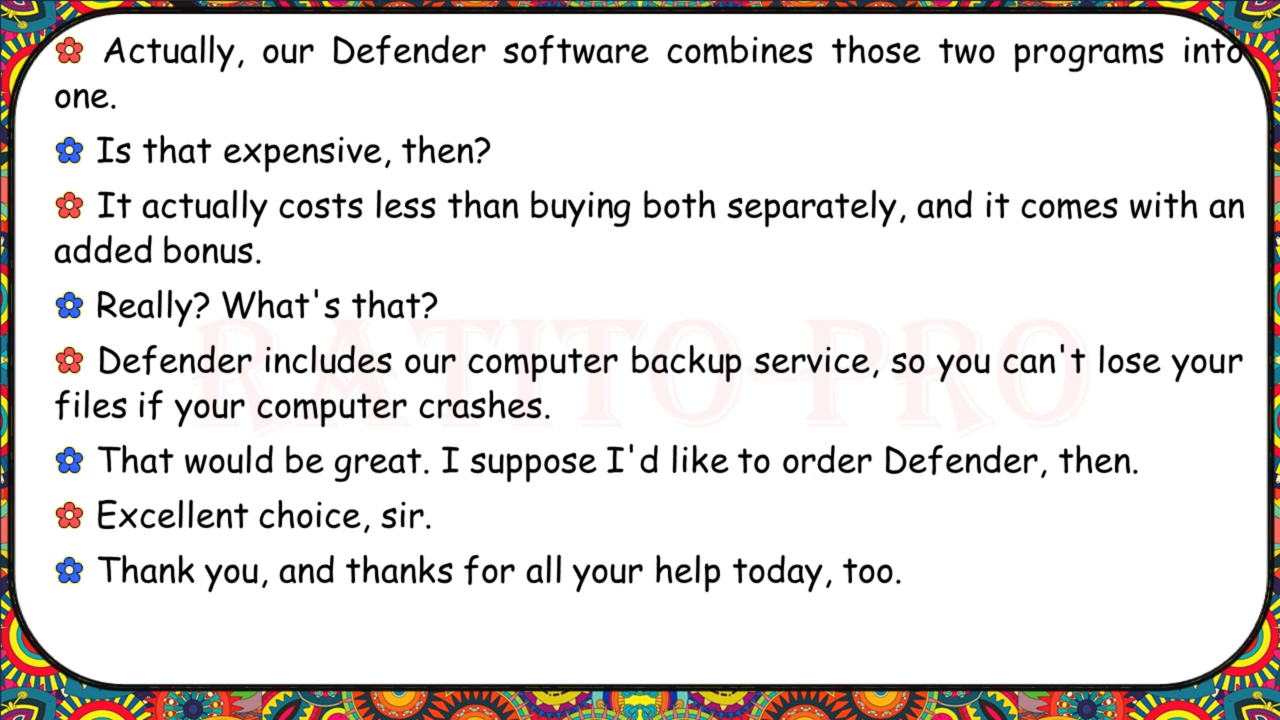 Actually, our Defender software combines those two programs into
one.
Is that expensive, then?
It actually costs less than buying both separately, and it comes with an
added bonus.
Really? What's that?
RATITO-PRO
Defender includes our computer backup service, so you can't lose your
files if your computer crashes.
That would be great. I suppose I'd like to order Defender, then.
Excellent choice, sir.
Thank you, and thanks for all your help today, too.